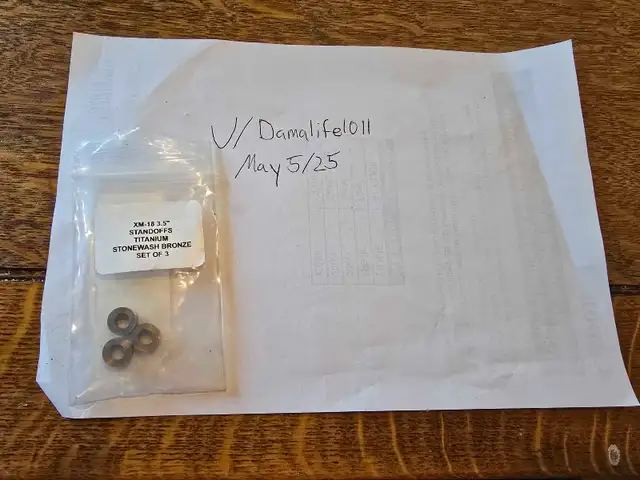 U/Damalife1011
May 5/25
XM-18 3.5"
STANDOFFS
TITANIUM
STONEWASH BRONZE
SET OF 3